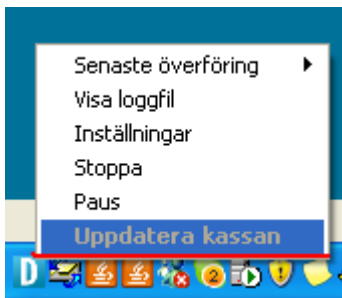 Senaste överföring
Visa loggfil
Inställningar
Stoppa
Paus
Uppdatera kassan
D
2